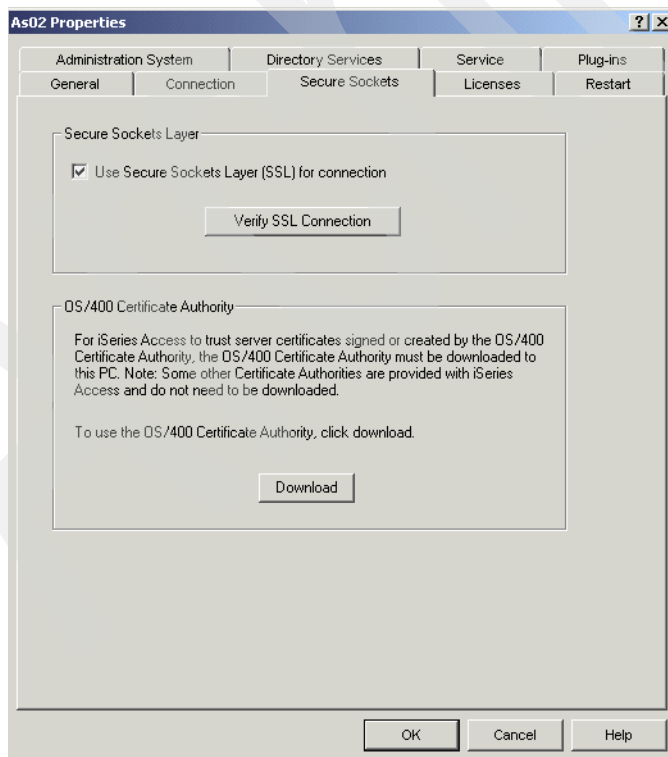 As02 Properties
Administration System Directory Services Service Plug-ins
General Connection Secure Sockets Licenses Restart
Secure Sockets Layer
Use Secure Sockets Layer (SSL) for connection
Verify SSL Connection
OS/400 Certificate Authority
For iSeries Access to trust server certificates signed or created by the OS/400
Certificate Authority, the OS/400 Certificate Authority must be downloaded to
this PC. Note: Some other Certificate Authorities are provided with iSeries
Access and do not need to be downloaded.
To use the OS/400 Certificate Authority, click download.
Download
OK Cancel Help